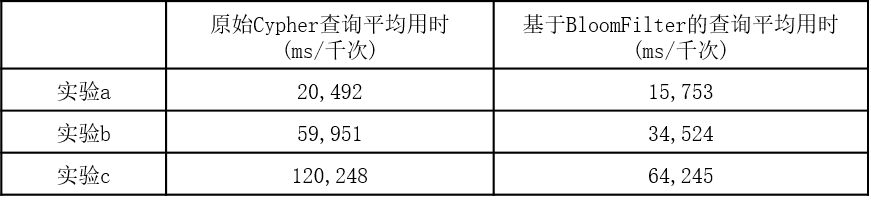 原始Cypher查询平均用时
(ms/千次)
基于BloomFilter的查询平均用时
(ms/千次)
实验a 20,492 15,753
实验b 59,951 34,524
实验c 120,248 64,245